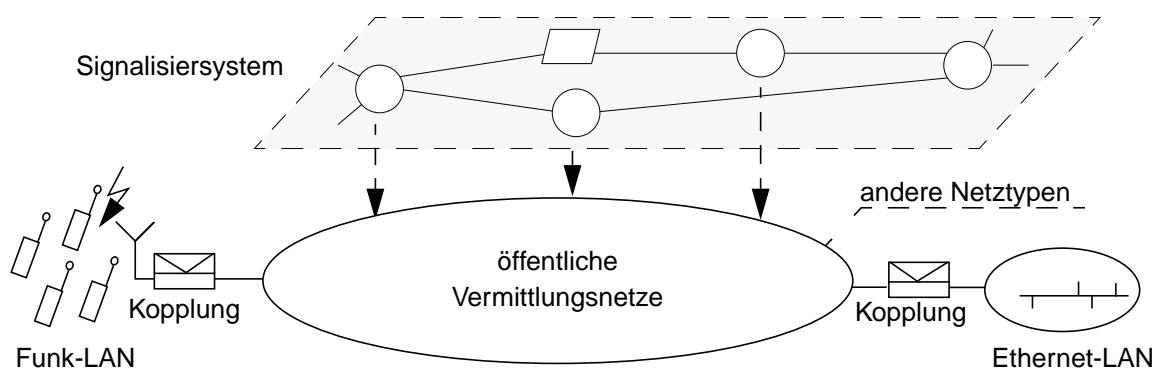 Signalisiersystem
andere Netztypen
öffentliche
Vermittlungsnetze
Kopplung
Kopplung
Funk-LAN
Ethernet-LAN